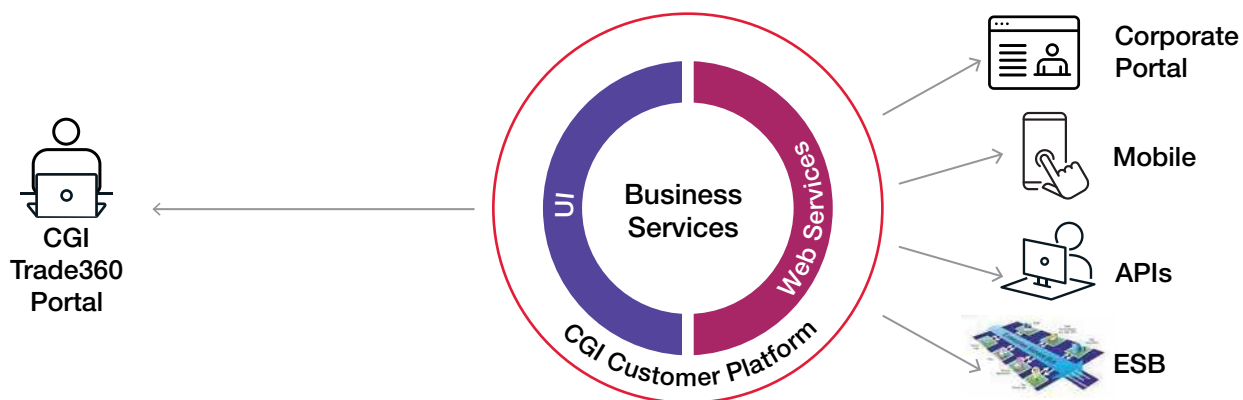 CGI
Trade360
Portal
UI
Business
Services
Web Services
CGI Customer Platform
Corporate
Portal
Mobile
APIs
ESB